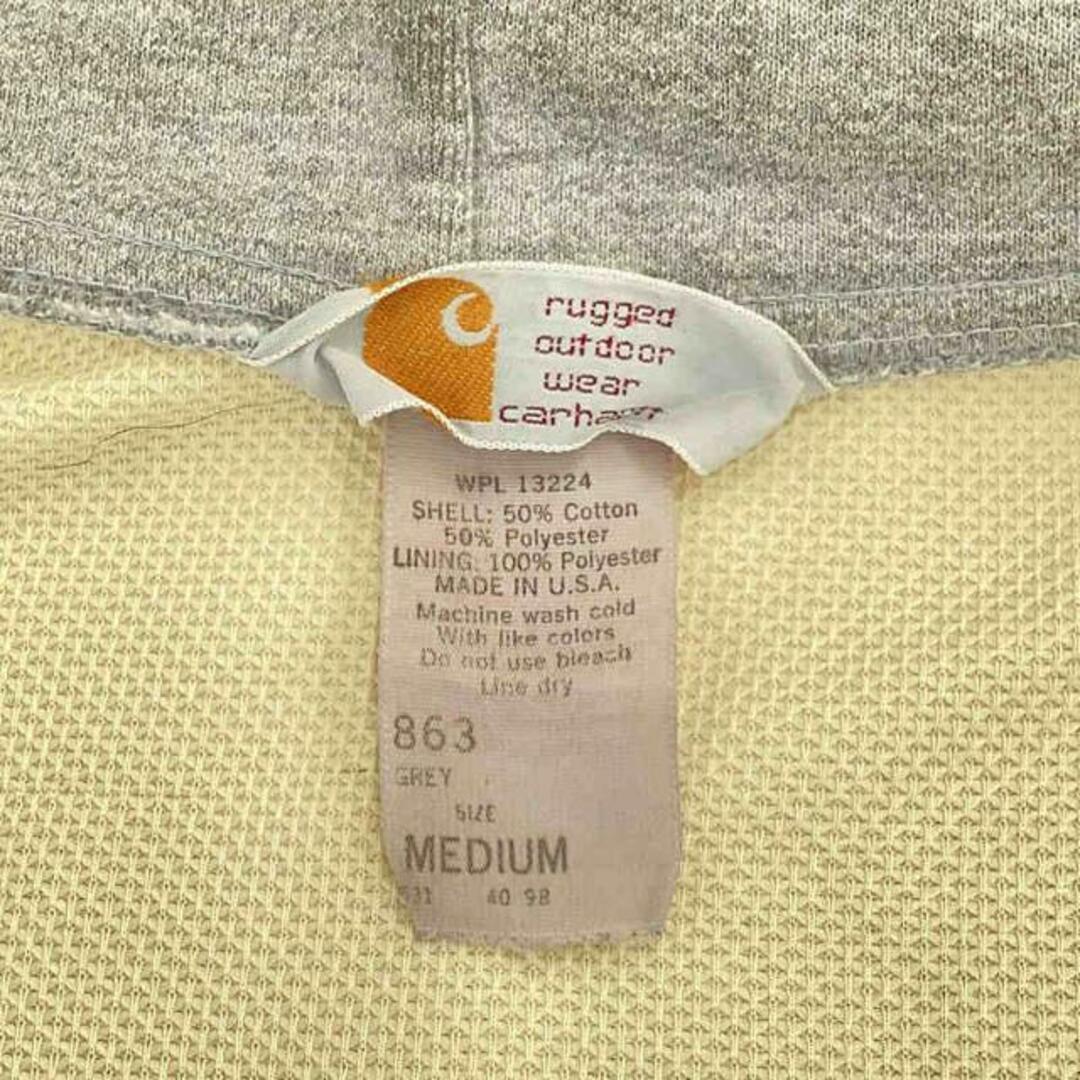 rugged
outdoor
wear
carhartt
WPL 13224
SHELL: 50% Cotton
50% Polyester
LINING: 100% Polyester
MADE IN U.S.A.
Machine wash cold
With like colors
Do not use bleach
Line dry
863
GREY
SIZE
MEDIUM
40 98